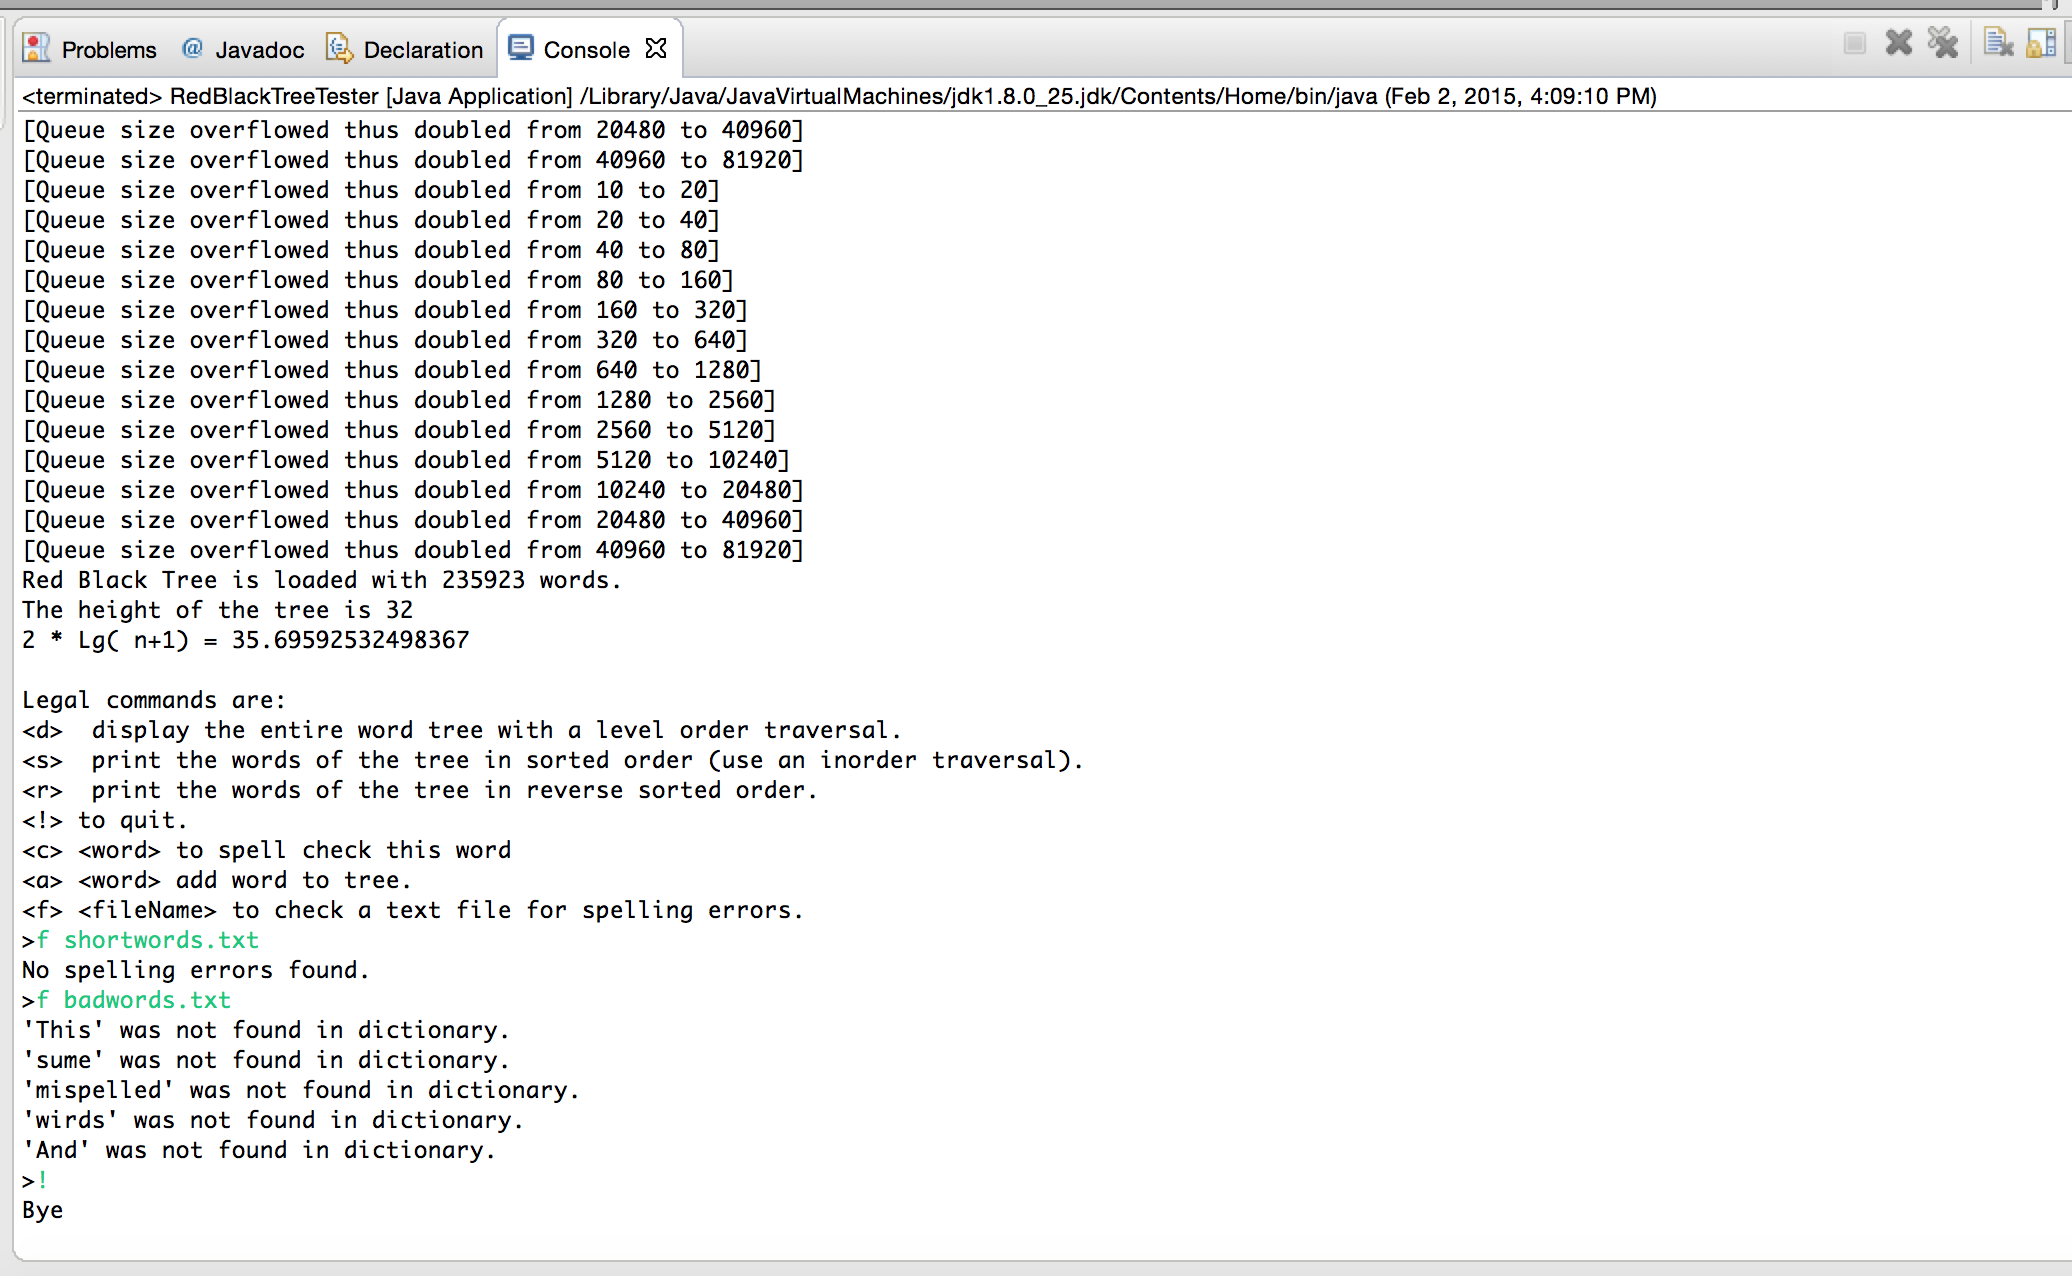 Problems @ Javadoc Declaration Console
<terminated> RedBlackTreeTester [Java Application] /Library/Java/JavaVirtualMachines/jdk1.8.0_25.jdk/Contents/Home/bin/java (Feb 2, 2015, 4:09:10 PM)
[Queue size overflowed thus doubled from 20480 to 40960]
[Queue size overflowed thus doubled from 40960 to 81920]
[Queue size overflowed thus doubled from 10 to 20]
[Queue size overflowed thus doubled from 20 to 40]
[Queue size overflowed thus doubled from 40 to 80]
[Queue size overflowed thus doubled from 80 to 160]
[Queue size overflowed thus doubled from 160 to 320]
[Queue size overflowed thus doubled from 320 to 640]
[Queue size overflowed thus doubled from 640 to 1280]
[Queue size overflowed thus doubled from 1280 to 2560]
[Queue size overflowed thus doubled from 2560 to 5120]
[Queue size overflowed thus doubled from 5120 to 10240]
[Queue size overflowed thus doubled from 10240 to 20480]
[Queue size overflowed thus doubled from 20480 to 40960]
[Queue size overflowed thus doubled from 40960 to 81920]
Red Black Tree is loaded with 235923 words.
The height of the tree is 32
2 * Lg( n+1) = 35.69592532498367
Legal commands are:
<d>  display the entire word tree with a level order traversal.
<s>  print the words of the tree in sorted order (use an inorder traversal).
<r>  print the words of the tree in reverse sorted order.
<!> to quit.
<c> <word> to spell check this word
<a> <word> add word to tree.
<f> <fileName> to check a text file for spelling errors.
>f shortwords.txt
No spelling errors found.
>f badwords.txt
'This' was not found in dictionary.
'sume' was not found in dictionary.
'mispelled' was not found in dictionary.
'wirds' was not found in dictionary.
'And' was not found in dictionary.
>!
Bye